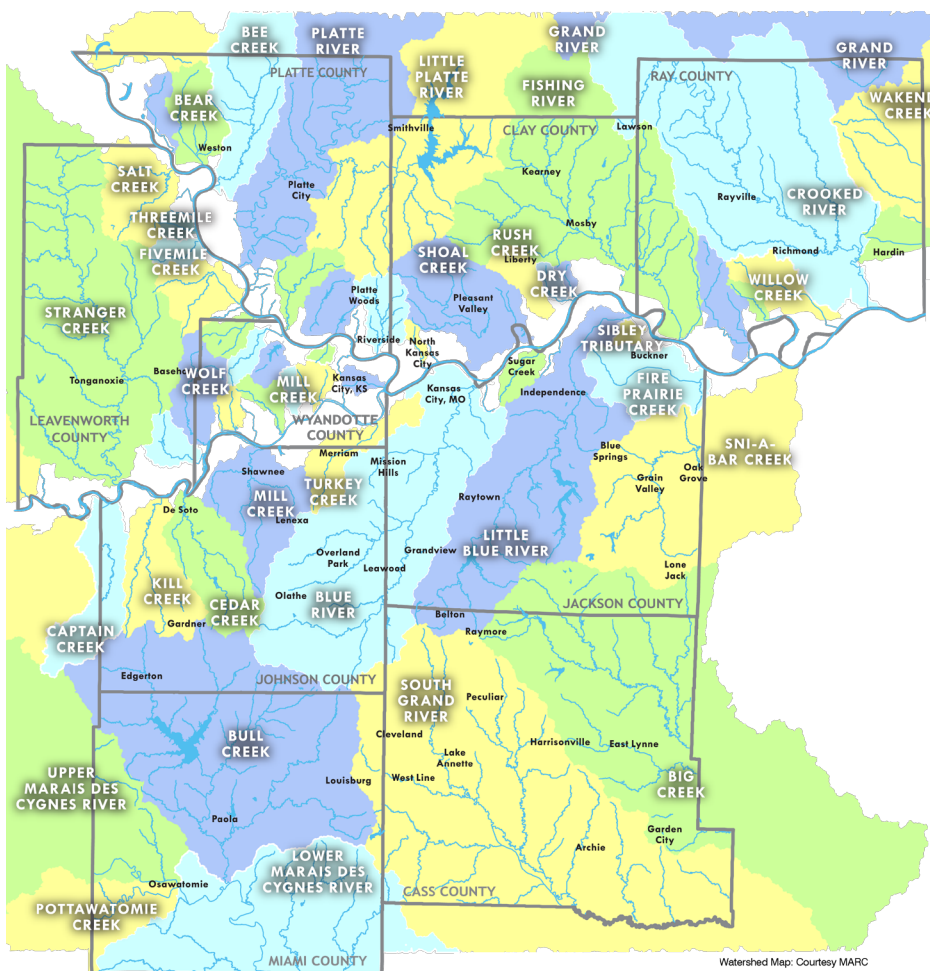 BEE
CREEK
PLATTE
RIVER
GRAND
RIVER
GRAND
RIVER
PLATTE COUNTY
LITTLE
PLATTE
RIVER
FISHING
RIVER
RAY COUNTY
WAKEN
CREEK
BEAR
CREEK
Weston
Smithville
CLAY COUNTY
Lawson
SALT
CREEK
Platte
City
Kearney
Rayville
CROOKED
RIVER
THREEMILE
CREEK
FIVEMILE
CREEK
Mosby
RUSH
CREEK
Liberty
SHOAL
CREEK
DRY
CREEK
Richmond
Hardin
WILLOW
CREEK
STRANGER
CREEK
Platte
Woods
Pleasant
Valley
Riverside
North
Kansas
City
SIBLEY
TRIBUTARY
Buckner
Sugar
Creek
Tonganoxie
Baseh
WOLF
CREEK
MILL
CREEK
Kansas
City, KS
Kansas
City, MO
Independence
FIRE
PRAIRIE
CREEK
LEAVENWORTH
COUNTY
WYANDOTTE
COUNTY
Merriam
Mission
Hills
Blue
Springs
SNI-A-
BAR CREEK
Shawnee
TURKEY
CREEK
Grain
Valley
Oak
Grove
De Soto
MILL
CREEK
Lenexa
Raytown
LITTLE
BLUE RIVER
Overland
Park
Leawood
Grandview
Lone
Jack
KILL
CREEK
CEDAR
CREEK
Olathe
BLUE
RIVER
JACKSON COUNTY
Gardner
Belton
Raymore
CAPTAIN
CREEK
Edgerton
JOHNSON COUNTY
SOUTH
GRAND
RIVER
Peculiar
BULL
CREEK
Cleveland
Harrisonville
East Lynne
Lake
Annette
UPPER
MARAIS DES
CYGNES RIVER
Louisburg
West Line
BIG
CREEK
Paola
Garden
City
Archie
LOWER
MARAIS DES
CYGNES RIVER
Osawatomie
CASS COUNTY
POTTAWATOMIE
CREEK
MIAMI COUNTY
Watershed Map: Courtesy MARC